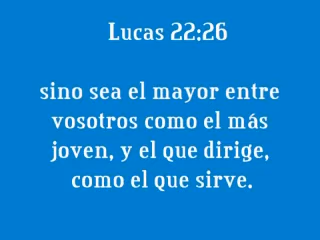 Lucas 22:26
sino sea el mayor entre
vosotros como el más
joven, y el que dirige,
como el que sirve.